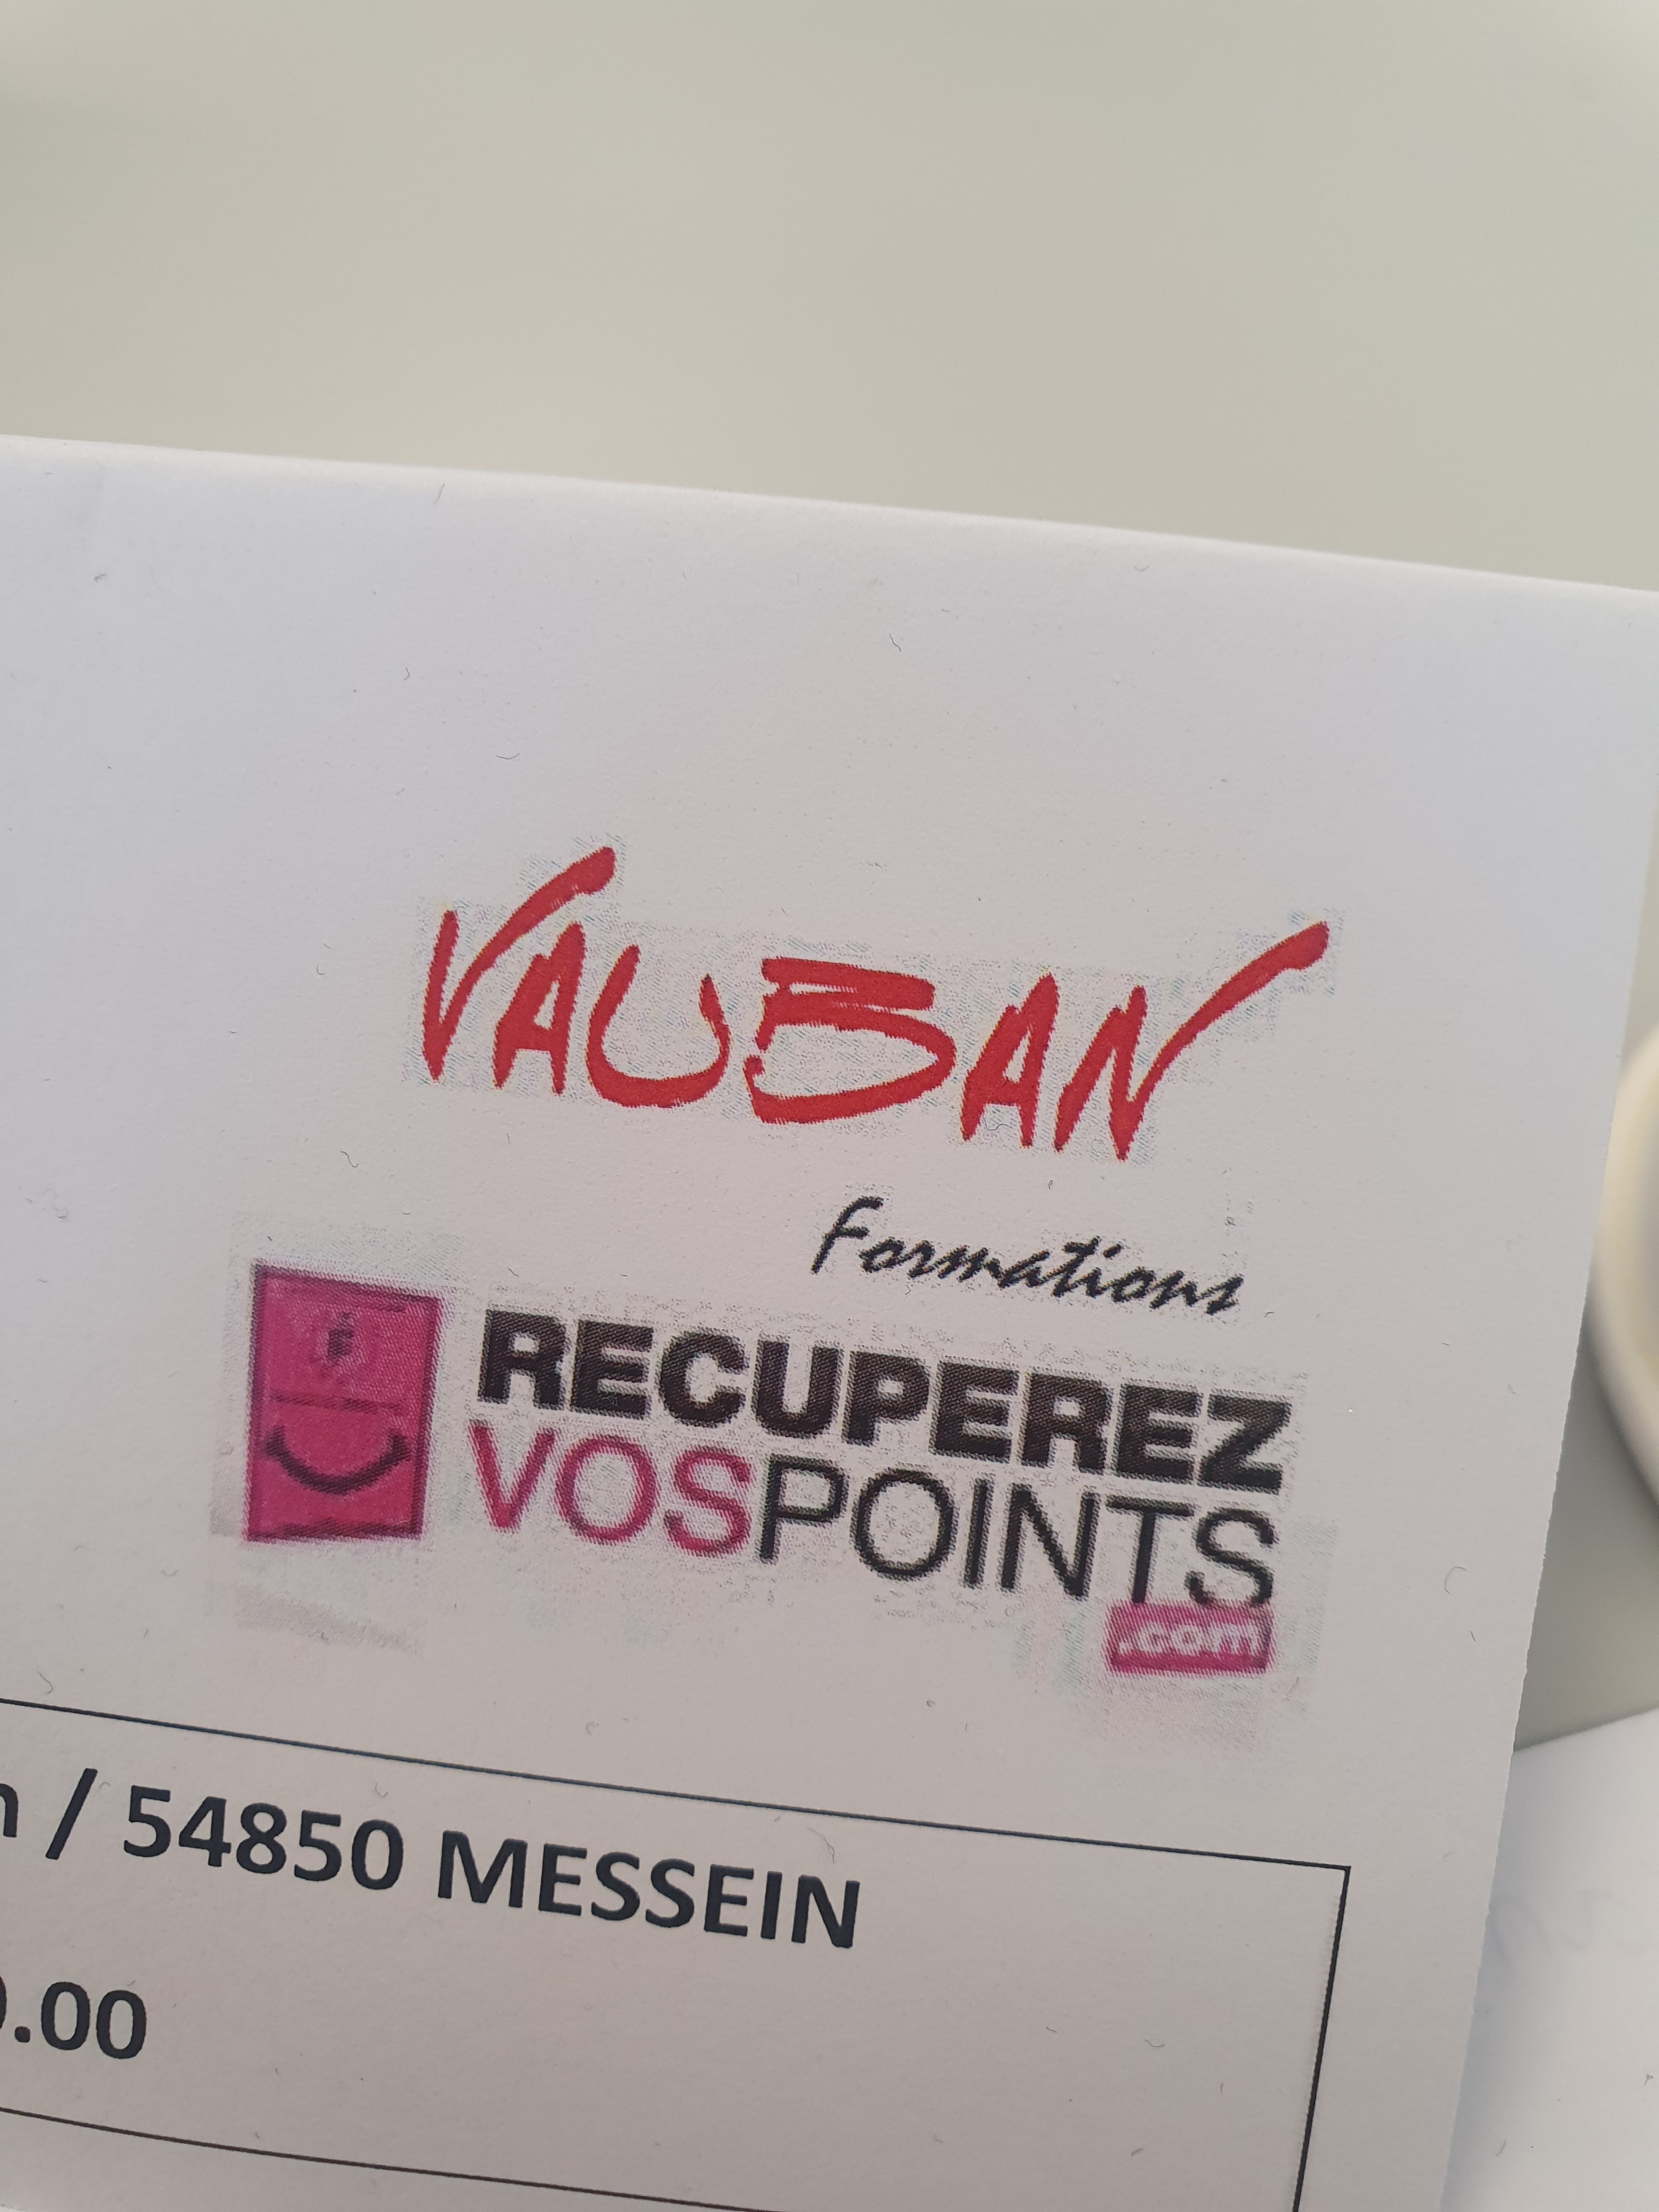 VAUBAN
Formations
RECUPEREZ
VOSPOINTS
.com
/ 54850 MESSEIN
.00